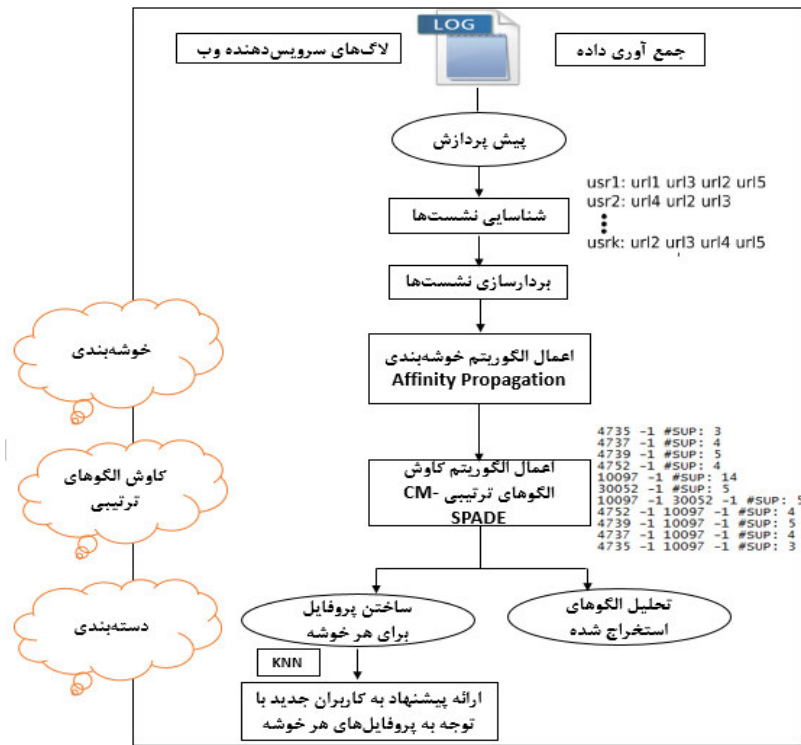 LOG
جمع آوری داده
لاگ‌های سرویس‌دهنده وب
پیش پردازش
شناسایی نشست‌ها
usr1: url1 url3 url2 url5
usr2: url4 url2 url3
usrk: url2 url3 url4 url5
بردارسازی نشست‌ها
خوشه‌بندی
اعمال الگوریتم خوشه‌بندی
Affinity Propagation
کاوش الگوهای
ترتیبی
اعمال الگوریتم کاوش
الگوهای ترتیبی CM-
SPADE
4735 -1 #SUP: 3
4737 -1 #SUP: 4
4739 -1 #SUP: 5
4752 -1 #SUP: 4
10097 -1 #SUP: 14
30052 -1 #SUP: 5
10097 -1 30052 -1 #SUP: 5
4752 -1 10097 -1 #SUP: 4
4739 -1 10097 -1 #SUP: 5
4737 -1 10097 -1 #SUP: 4
4735 -1 10097 -1 #SUP: 3
دسته‌بندی
ساختن پروفایل
برای هر خوشه
تحلیل الگوهای
استخراج شده
KNN
ارائه پیشنهاد به کاربران جدید با
توجه به پروفایل‌های هر خوشه